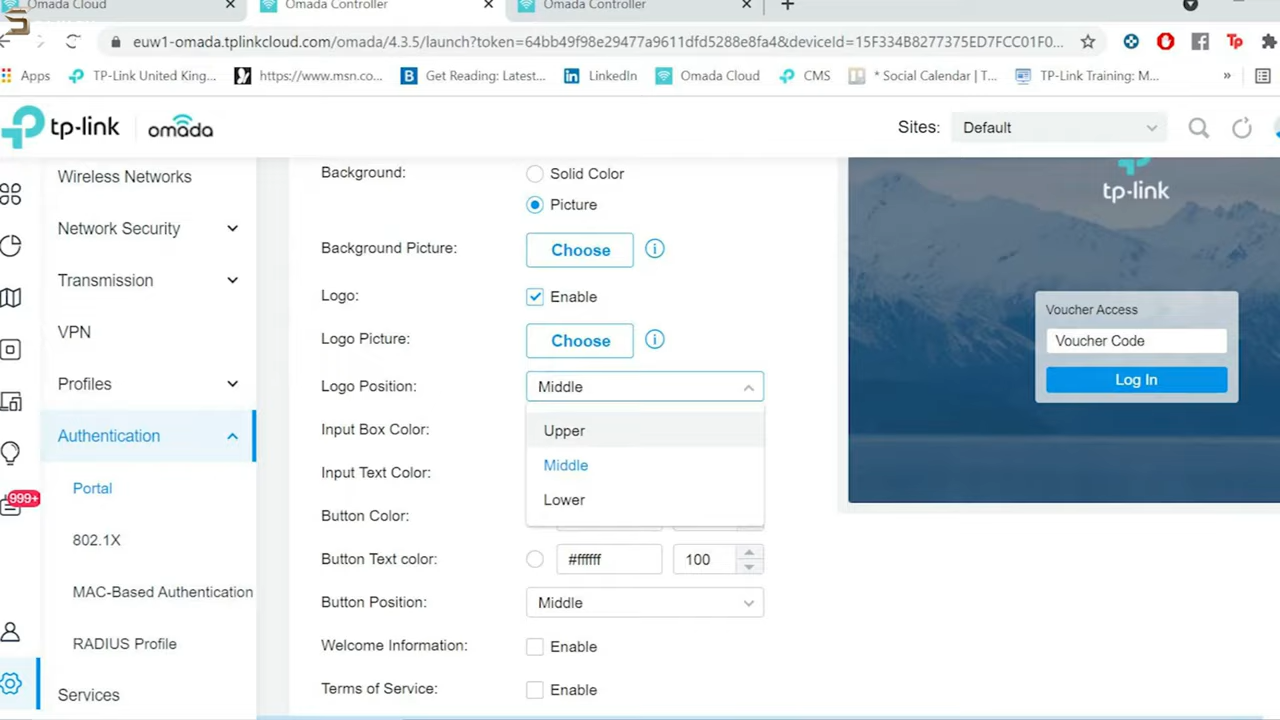 Omada Cloud
Omada Controller
Omada Controller
euw1-omada.tplinkcloud.com/omada/4.3.5/launch?token=64bb49f98e29477a9611dfd5288e8fa4&deviceId=15F334B8277375ED7FCC01F0...
Apps
TP-Link United King...
https://www.msn.co...
Get Reading: Latest...
LinkedIn
Omada Cloud
CMS
* Social Calendar | T...
TP-Link Training: M...
»
tp-link
omada
Sites:
Default
Wireless Networks
Network Security
Transmission
VPN
Profiles
Authentication
Portal
802.1X
MAC-Based Authentication
RADIUS Profile
Services
999+
Background:
Solid Color
Picture
Background Picture:
Choose
Logo:
Enable
Logo Picture:
Choose
Logo Position:
Middle
Upper
Middle
Lower
Input Box Color:
Input Text Color:
Button Color:
Button Text color:
#ffffff
100
Button Position:
Middle
Welcome Information:
Enable
Terms of Service:
Enable
tp-link
Voucher Access
Voucher Code
Log In